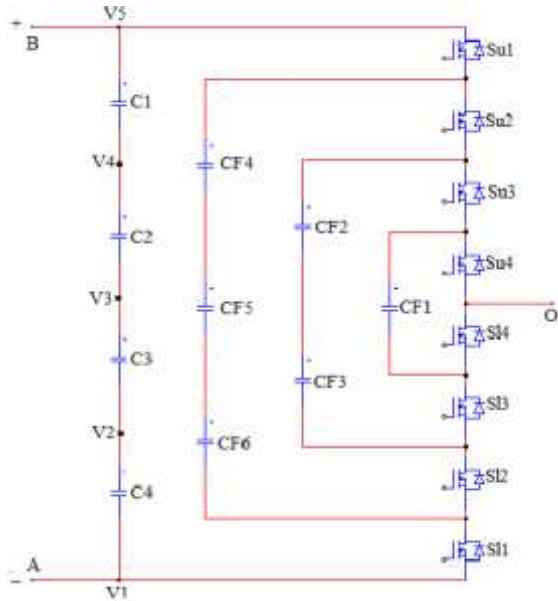 + V5
B
Su1
C1
Su2
V4
CF4
Su3
CF2
C2
Su4
V3
CF5
CF1
O
Sl4
C3
CF3
Sl3
V2
CF6
Sl2
C4
Sl1
A
−
V1